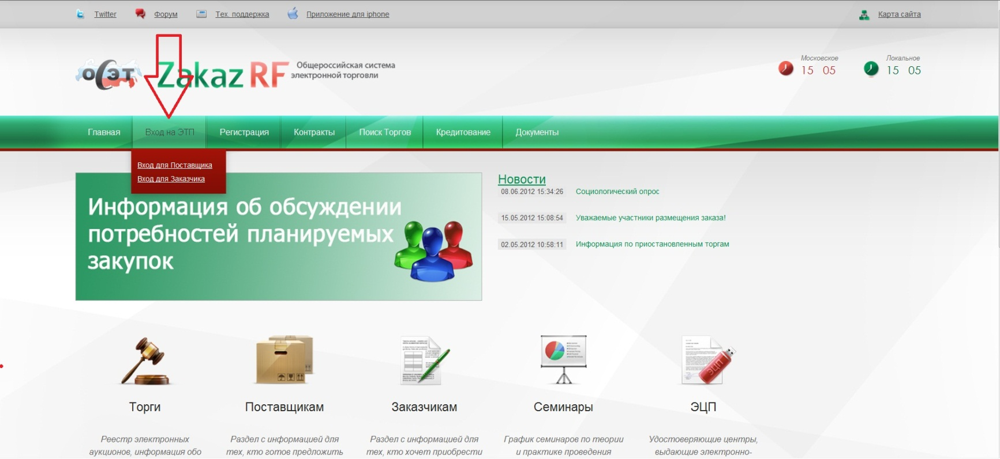 Twitter Форум Тех. поддержка Приложение для iphone Карта сайта
ОЭТ Zakaz RF Общероссийская система
электронной торговли
Московское Локальное
15 05 15 05
Главная Вход на ЭТП Регистрация Контракты Поиск Торгов Кредитование Документы
Вход для Поставщика
Вход для Заказчика
Информация об обсуждении
потребностей планируемых
закупок
Новости
08.06.2012 15:34:26 Социологический опрос
15.05.2012 15:08:54 Уважаемые участники размещения заказа!
02.05.2012 10:58:11 Информация по приостановленным торгам
ЭЦП
Торги Поставщикам Заказчикам Семинары ЭЦП
Реестр электронных
аукционов, информация обо
Раздел с информацией для
тех, кто готов предложить
Раздел с информацией для
тех, кто хочет приобрести
График семинаров по теории
и практике проведения
Удостоверяющие центры,
выдающие электронно-